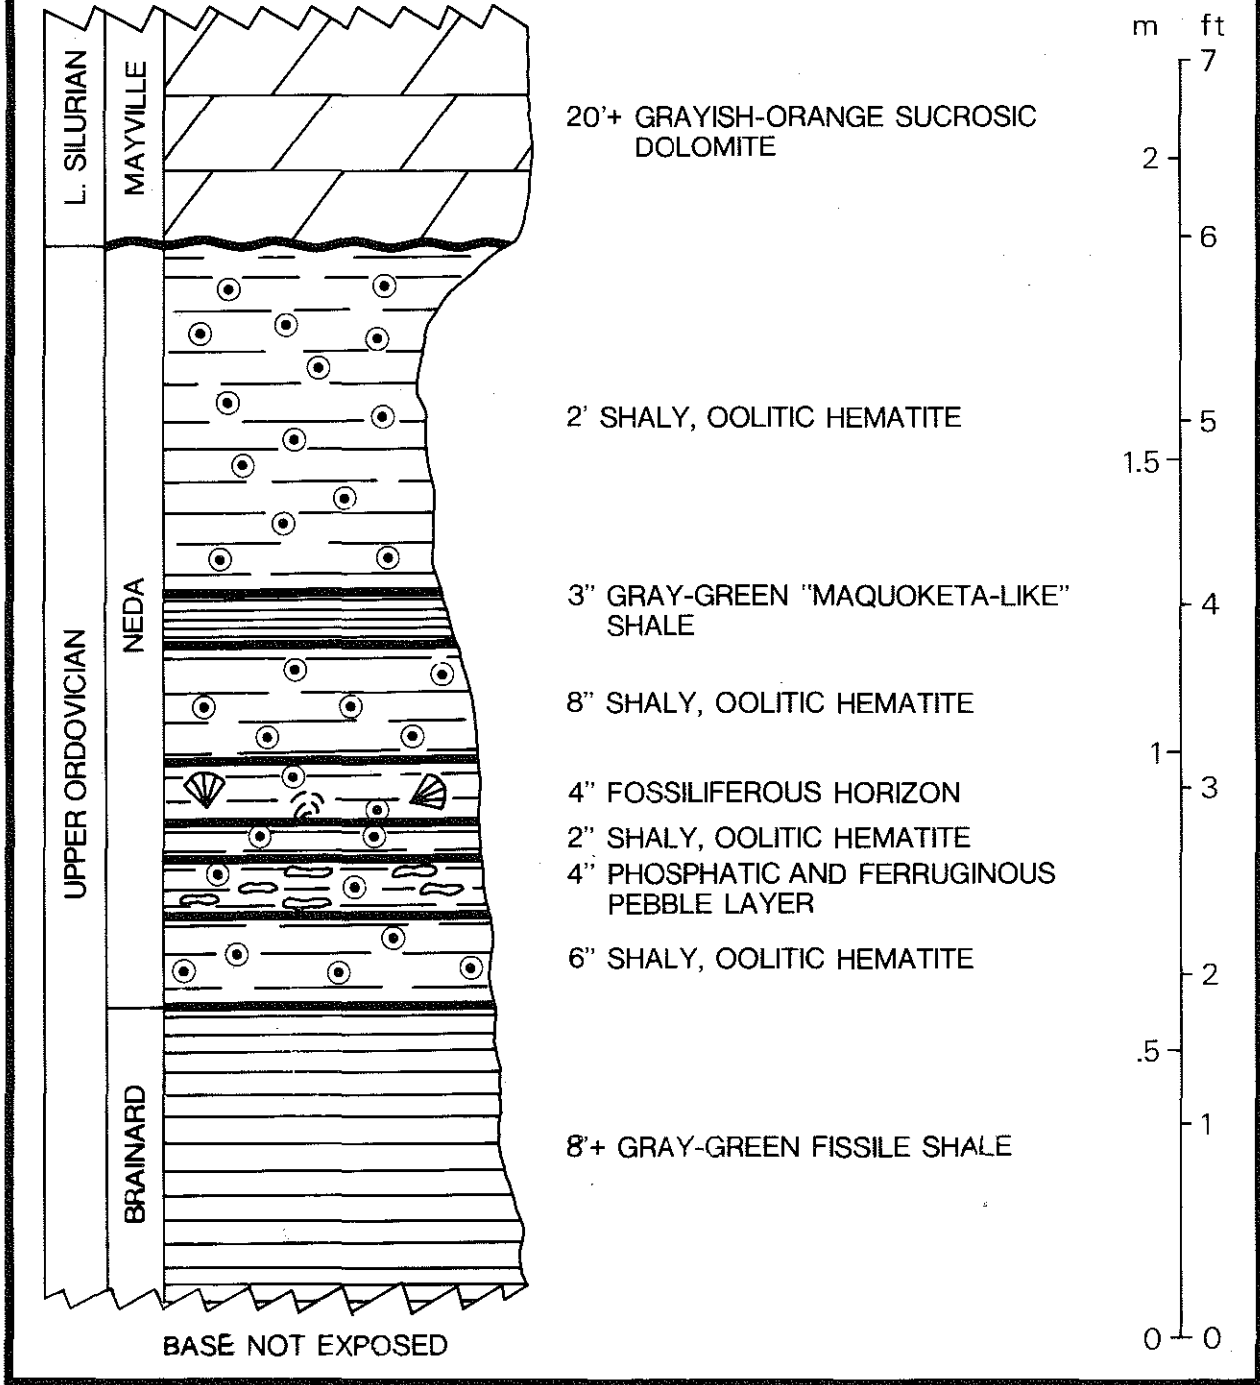 m ft
7
L. SILURIAN
MAYVILLE
20'+ GRAYISH-ORANGE SUCROSIC
DOLOMITE
2
6
2' SHALY, OOLITIC HEMATITE
5
1.5
UPPER ORDOVICIAN
NEDA
3" GRAY-GREEN "MAQUOKETA-LIKE"
SHALE
4
8" SHALY, OOLITIC HEMATITE
1
4" FOSSILIFEROUS HORIZON
3
2" SHALY, OOLITIC HEMATITE
4" PHOSPHATIC AND FERRUGINOUS
PEBBLE LAYER
6" SHALY, OOLITIC HEMATITE
2
.5
BRAINARD
1
8'+ GRAY-GREEN FISSILE SHALE
BASE NOT EXPOSED
0 0